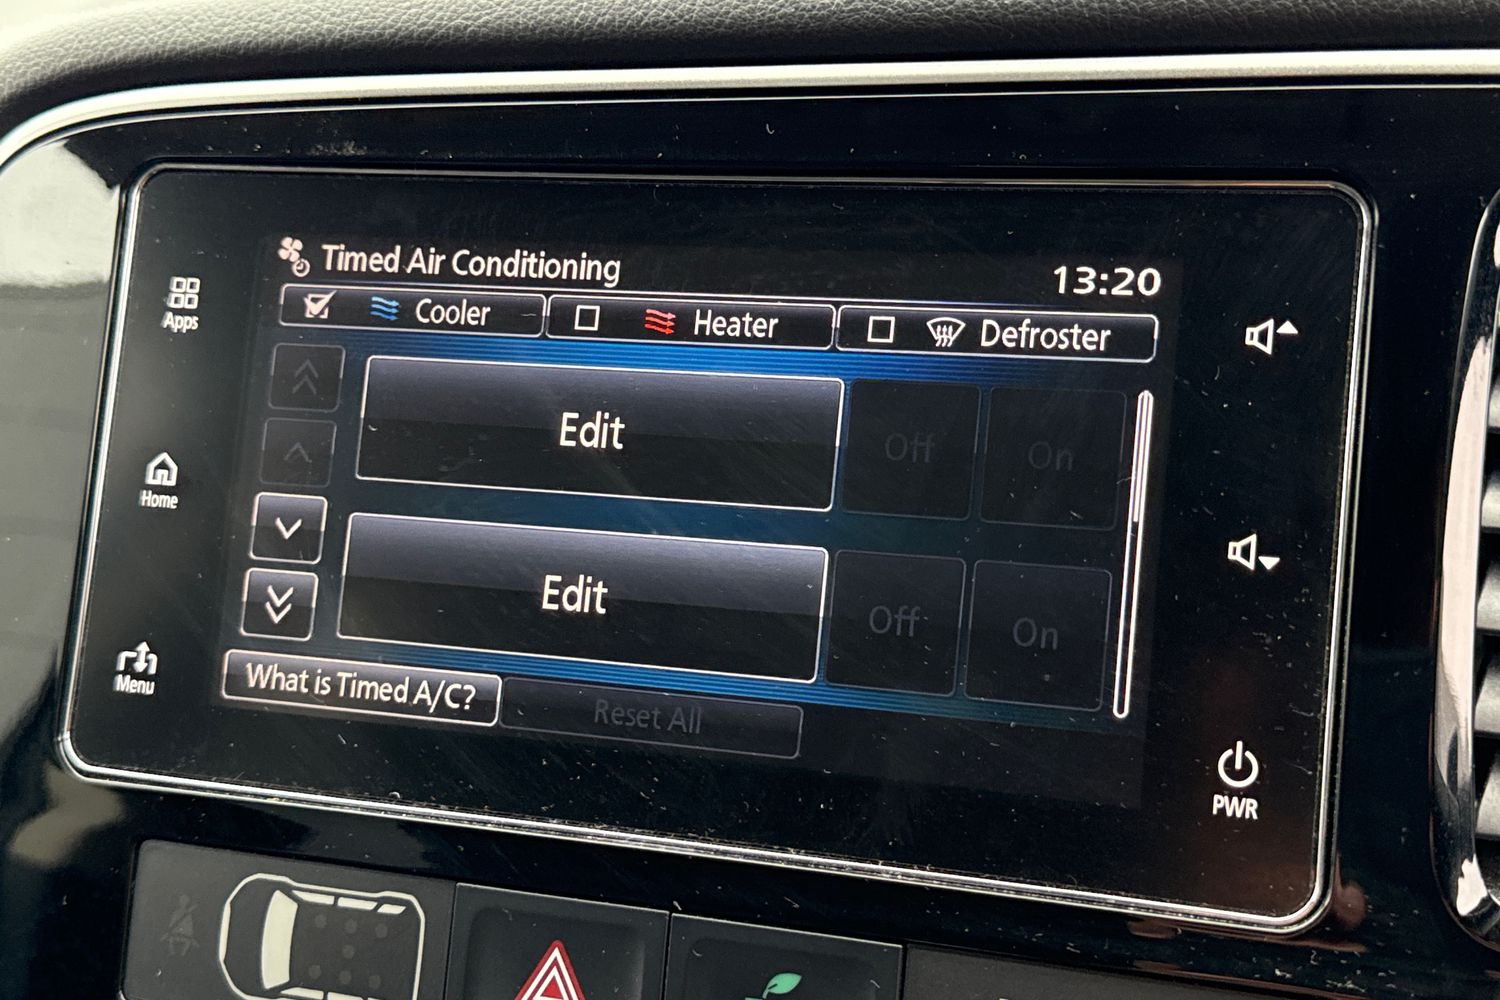 Timed Air Conditioning
13:20
Apps
Cooler
Heater
Defroster
Edit
Off
On
Home
Edit
Off
On
Menu
What is Timed A/C?
Reset All
PWR